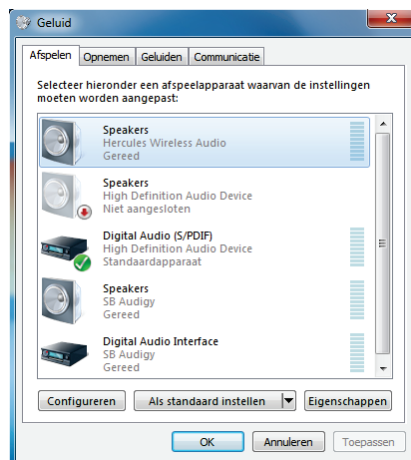 Geluid
Afspelen Opnemen Geluiden Communicatie
Selecteer hieronder een afspeelapparaat waarvan de instellingen
moeten worden aangepast:
Speakers
Hercules Wireless Audio
Gereed
Speakers
High Definition Audio Device
Niet aangesloten
Digital Audio (S/PDIF)
High Definition Audio Device
Standaardapparaat
Speakers
SB Audigy
Gereed
Digital Audio Interface
SB Audigy
Gereed
Configureren Als standaard instellen Eigenschappen
OK Annuleren Toepassen